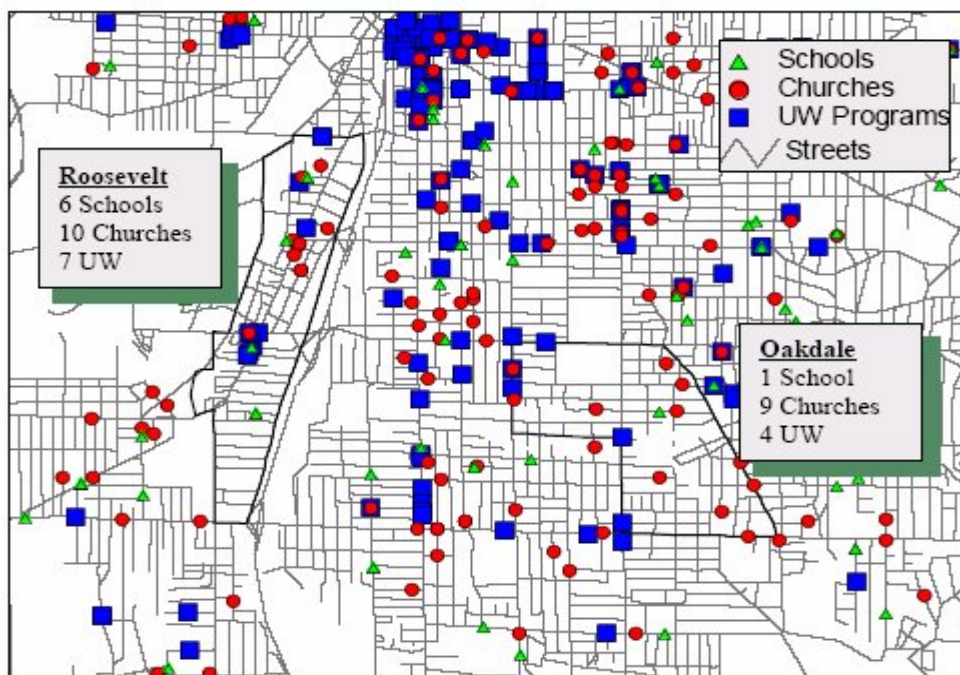 Schools
Churches
UW Programs
Streets
Roosevelt
6 Schools
10 Churches
7 UW
Oakdale
1 School
9 Churches
4 UW